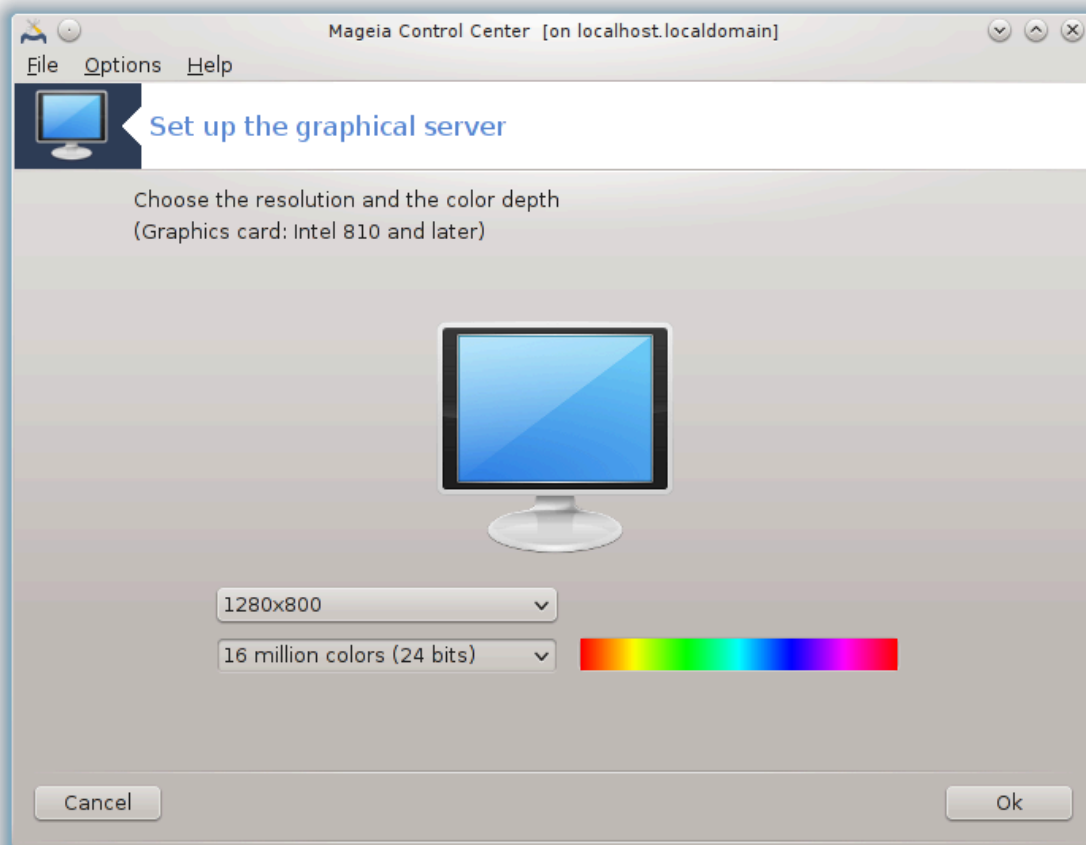 Mageia Control Center [on localhost.localdomain]
File Options Help
Set up the graphical server
Choose the resolution and the color depth
(Graphics card: Intel 810 and later)
1280x800
16 million colors (24 bits)
Cancel Ok